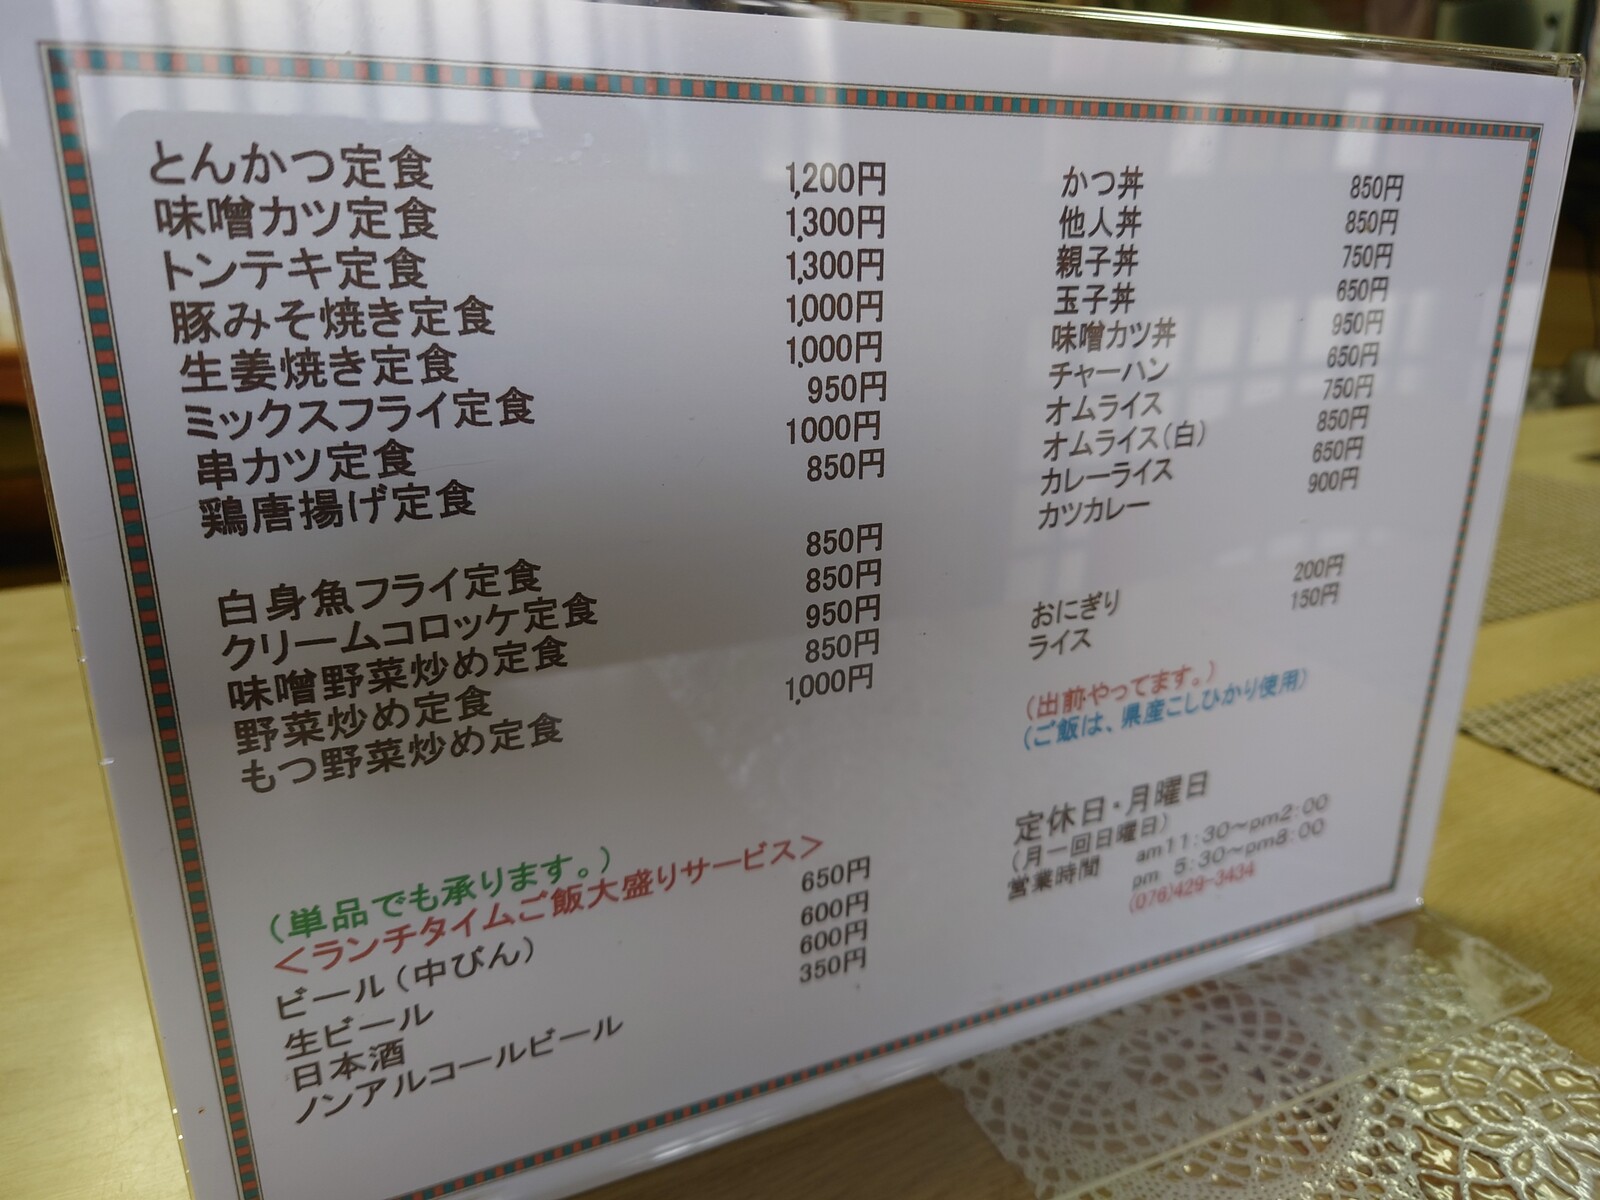 とんかつ定食 1,200円
味噌カツ定食 1,300円
トンテキ定食 1,300円
豚みそ焼き定食 1,000円
生姜焼き定食 1,000円
ミックスフライ定食 950円
串カツ定食 1000円
鶏唐揚げ定食 850円
白身魚フライ定食 850円
クリームコロッケ定食 850円
味噌野菜炒め定食 950円
野菜炒め定食 850円
もつ野菜炒め定食 1,000円
(単品でも承ります。)
<ランチタイムご飯大盛りサービス>
ビール(中びん) 650円
生ビール 600円
日本酒 600円
ノンアルコールビール 350円
かつ丼 850円
他人丼 850円
親子丼 750円
玉子丼 650円
味噌カツ丼 950円
チャーハン 650円
オムライス 750円
オムライス(白) 850円
カレーライス 650円
カツカレー 900円
おにぎり 200円
ライス 150円
(出前やってます。)
(ご飯は、県産こしひかり使用)
定休日・月曜日
(月一回日曜日)
営業時間 am11:30~pm2:00
pm 5:30~pm8:00
(076)429-3434